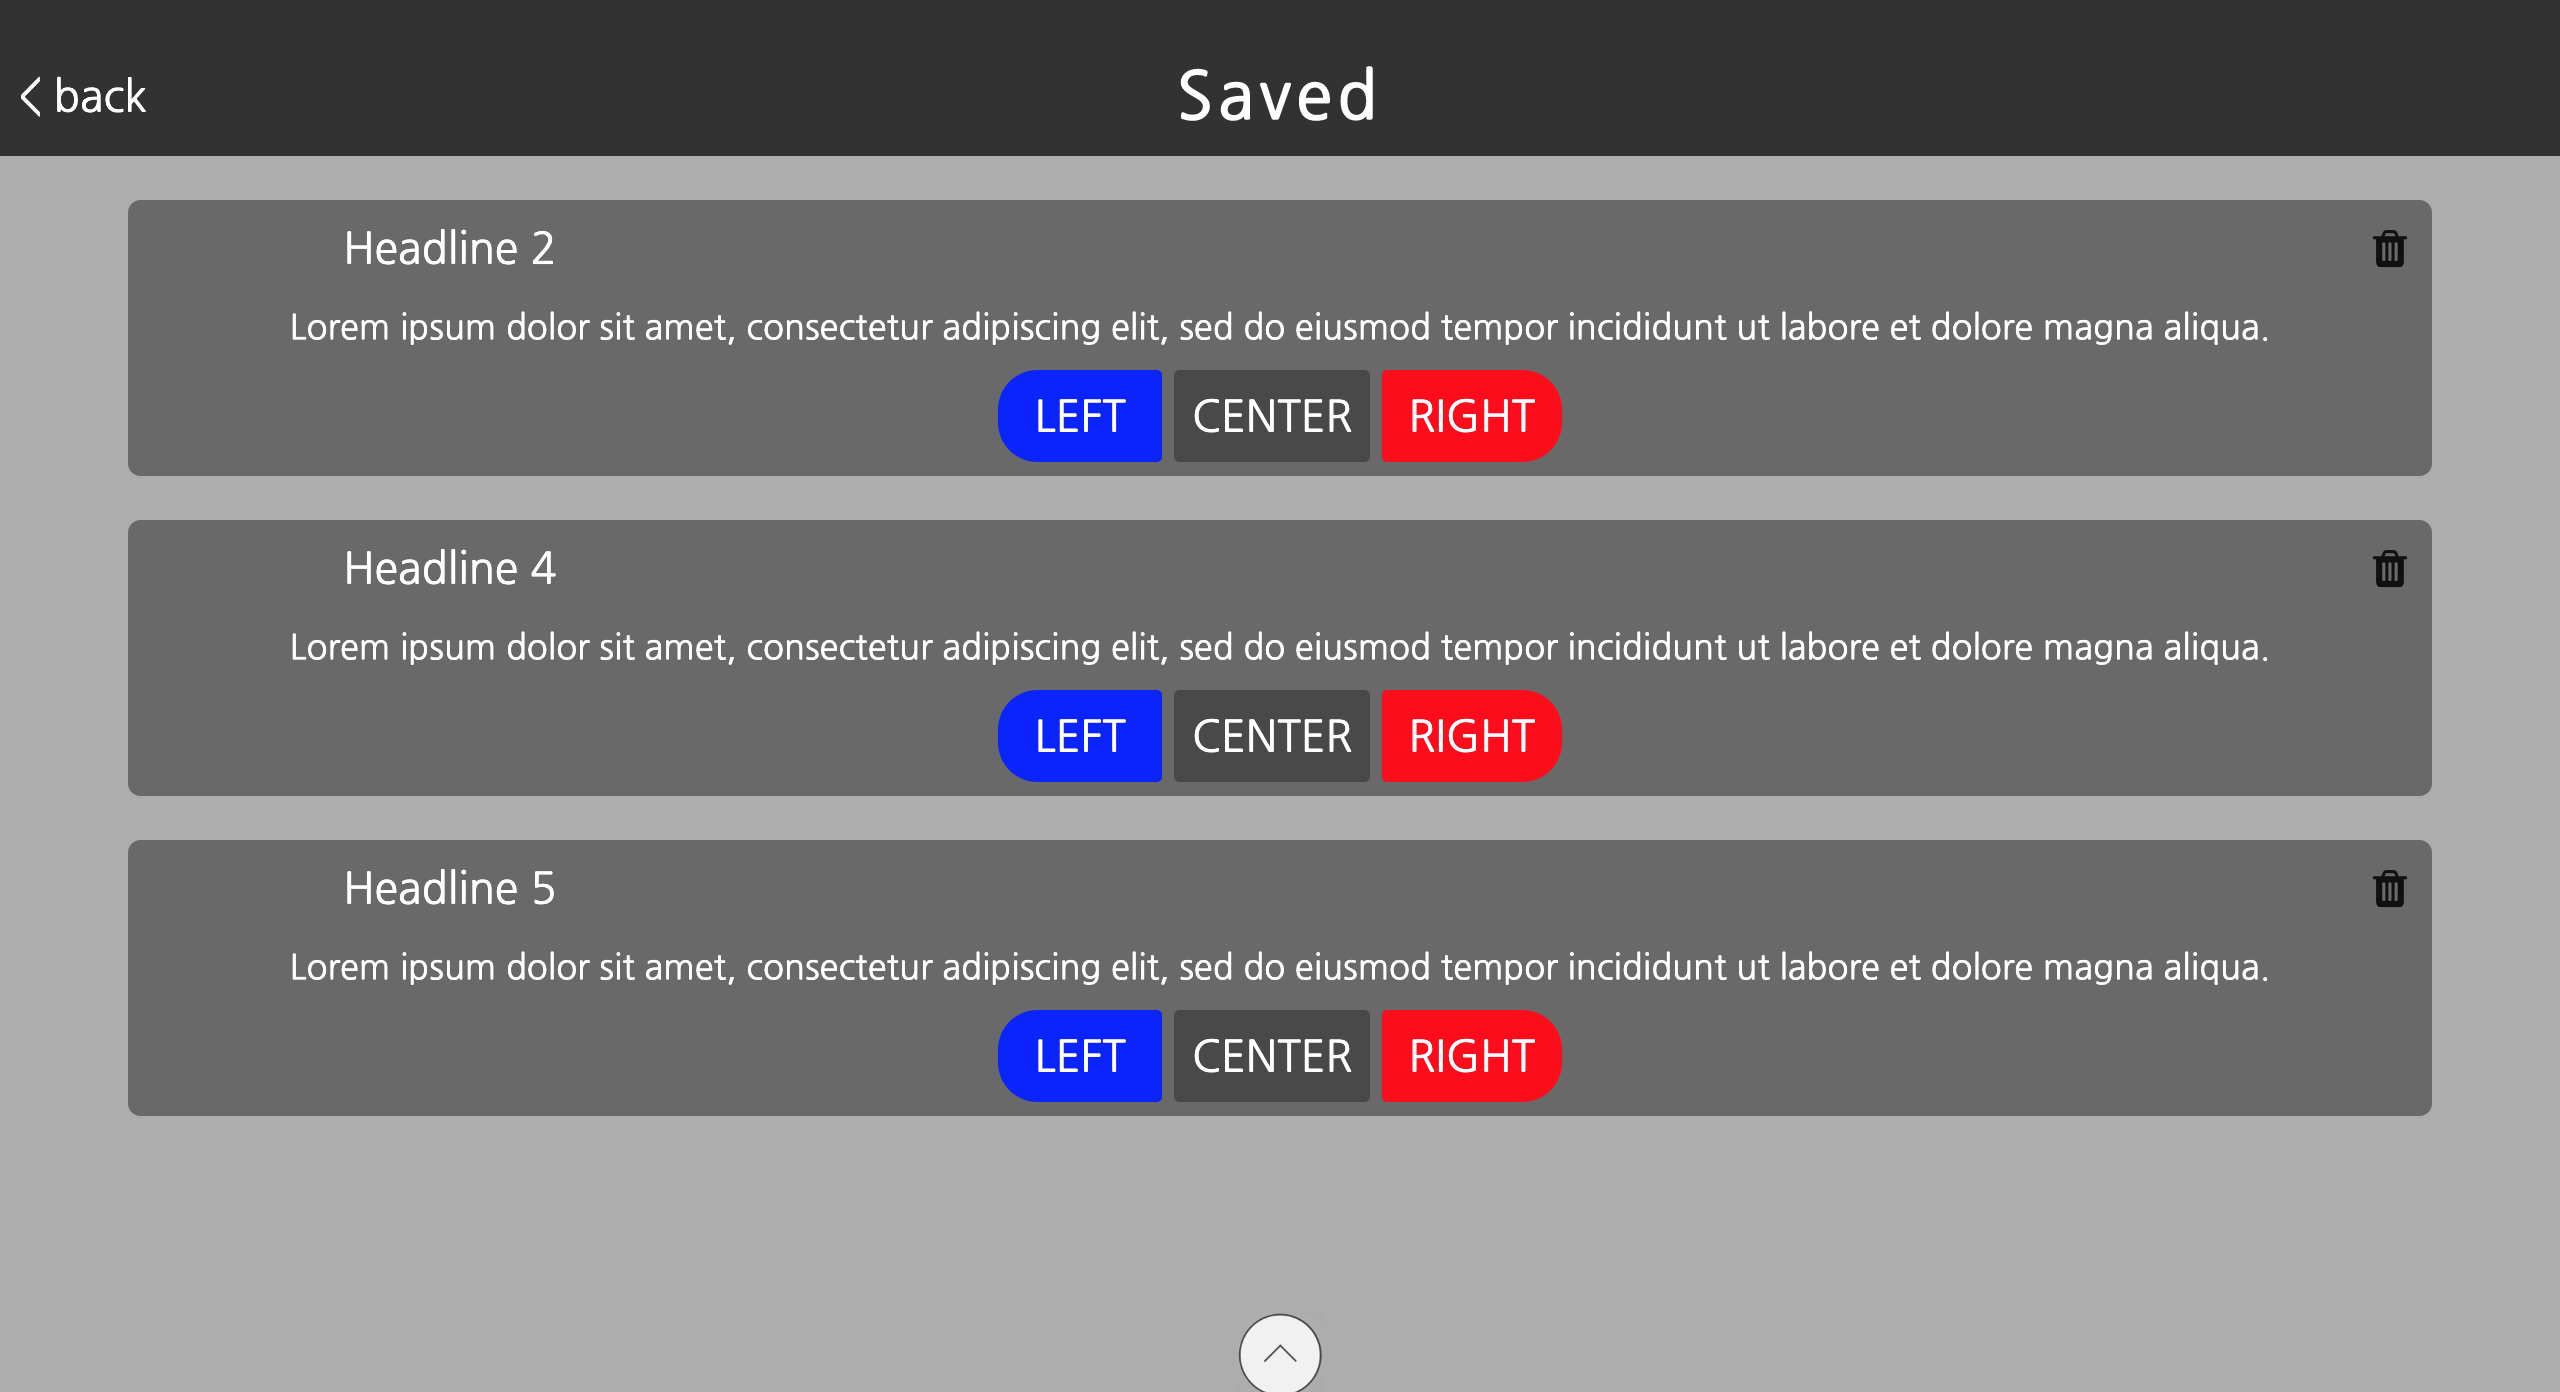 back
Saved
Headline 2
Lorem ipsum dolor sit amet, consectetur adipiscing elit, sed do eiusmod tempor incididunt ut labore et dolore magna aliqua.
LEFT CENTER RIGHT
Headline 4
Lorem ipsum dolor sit amet, consectetur adipiscing elit, sed do eiusmod tempor incididunt ut labore et dolore magna aliqua.
LEFT CENTER RIGHT
Headline 5
Lorem ipsum dolor sit amet, consectetur adipiscing elit, sed do eiusmod tempor incididunt ut labore et dolore magna aliqua.
LEFT CENTER RIGHT